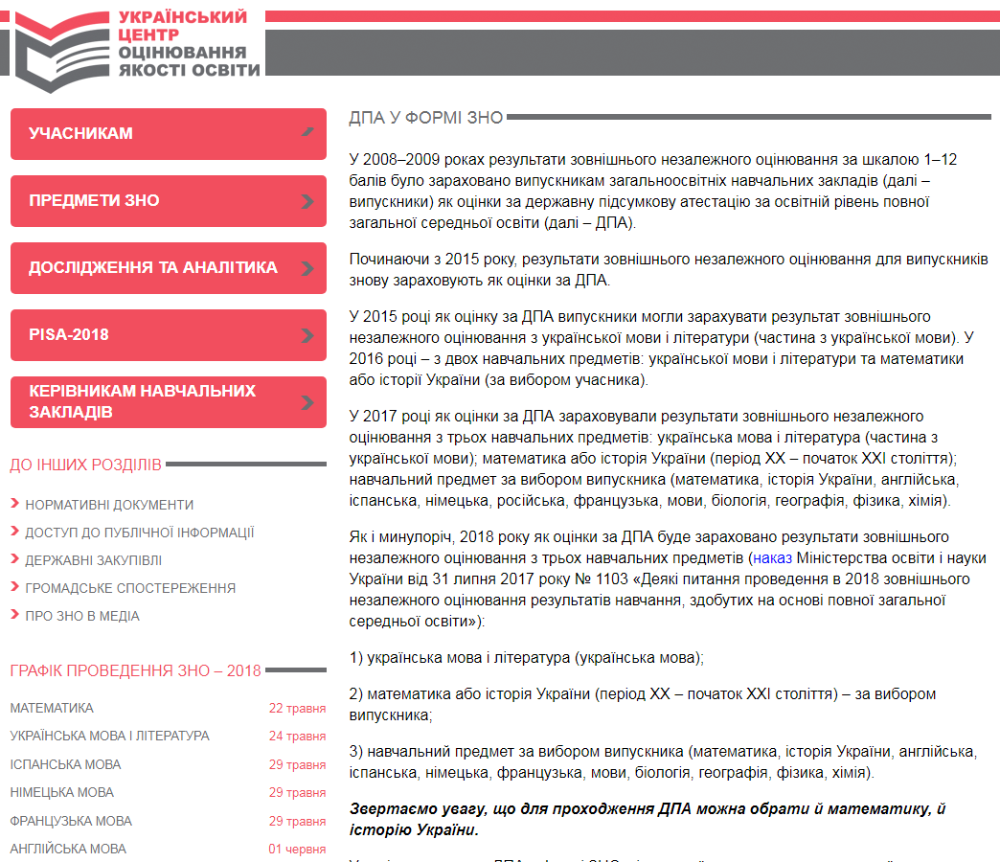 УКРАЇНСЬКИЙ
ЦЕНТР
ОЦІНЮВАННЯ
ЯКОСТІ ОСВІТИ
УЧАСНИКАМ
ПРЕДМЕТИ ЗНО
ДОСЛІДЖЕННЯ ТА АНАЛІТИКА
PISA-2018
КЕРІВНИКАМ НАВЧАЛЬНИХ
ЗАКЛАДІВ
ДО ІНШИХ РОЗДІЛІВ
НОРМАТИВНІ ДОКУМЕНТИ
ДОСТУП ДО ПУБЛІЧНОЇ ІНФОРМАЦІЇ
ДЕРЖАВНІ ЗАКУПІВЛІ
ГРОМАДСЬКЕ СПОСТЕРЕЖЕННЯ
ПРО ЗНО В МЕДІА
ГРАФІК ПРОВЕДЕННЯ ЗНО – 2018
МАТЕМАТИКА 22 травня
УКРАЇНСЬКА МОВА І ЛІТЕРАТУРА 24 травня
ІСПАНСЬКА МОВА 29 травня
НІМЕЦЬКА МОВА 29 травня
ФРАНЦУЗЬКА МОВА 29 травня
АНГЛІЙСЬКА МОВА 01 червня
ДПА У ФОРМІ ЗНО
У 2008–2009 роках результати зовнішнього незалежного оцінювання за шкалою 1–12
балів було зараховано випускникам загальноосвітніх навчальних закладів (далі –
випускники) як оцінки за державну підсумкову атестацію за освітній рівень повної
загальної середньої освіти (далі – ДПА).
Починаючи з 2015 року, результати зовнішнього незалежного оцінювання для випускників
знову зараховують як оцінки за ДПА.
У 2015 році як оцінку за ДПА випускники могли зарахувати результат зовнішнього
незалежного оцінювання з української мови і літератури (частина з української мови). У
2016 році – з двох навчальних предметів: української мови і літератури та математики
або історії України (за вибором учасника).
У 2017 році як оцінки за ДПА зараховували результати зовнішнього незалежного
оцінювання з трьох навчальних предметів: українська мова і література (частина з
української мови); математика або історія України (період ХХ – початок ХХІ століття);
навчальний предмет за вибором випускника (математика, історія України, англійська,
іспанська, німецька, російська, французька, мови, біологія, географія, фізика, хімія).
Як і минулоріч, 2018 року як оцінки за ДПА буде зараховано результати зовнішнього
незалежного оцінювання з трьох навчальних предметів (наказ Міністерства освіти і науки
України від 31 липня 2017 року № 1103 «Деякі питання проведення в 2018 зовнішнього
незалежного оцінювання результатів навчання, здобутих на основі повної загальної
середньої освіти»):
1) українська мова і література (українська мова);
2) математика або історія України (період ХХ – початок ХХІ століття) – за вибором
випускника;
3) навчальний предмет за вибором випускника (математика, історія України, англійська,
іспанська, німецька, французька, мови, біологія, географія, фізика, хімія).
Звертаємо увагу, що для проходження ДПА можна обрати й математику, й
історію України.